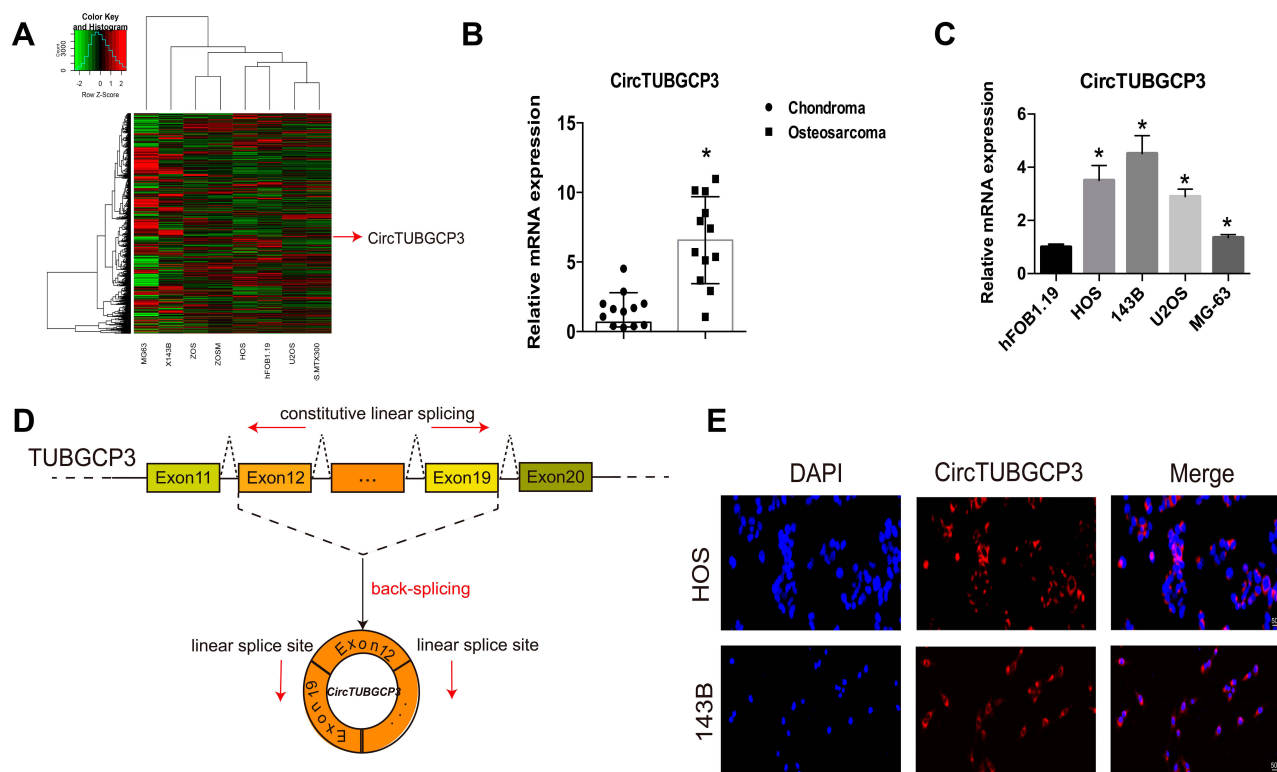 A
Color Key
and Histogram
Count
0
3000
-2 -1 0 1 2
Row Z-Score
CircTUBGCP3
MG63
X143B
ZOS
ZOSM
HOS
hFOB1.19
U2OS
S.MTX300
B
CircTUBGCP3
Relative mRNA expression
15
10
5
0
*
Chondroma
Osteosarcoma
C
CircTUBGCP3
Relative mRNA expression
6
4
2
0
*
*
*
*
hFOB1.19
HOS
143B
U2OS
MG-63
D
constitutive linear splicing
TUBGCP3
Exon11
Exon12
...
Exon19
Exon20
back-splicing
linear splice site
linear splice site
Exon12
CircTUBGCP3
Exon19
...
E
DAPI
CircTUBGCP3
Merge
HOS
50
143B
50